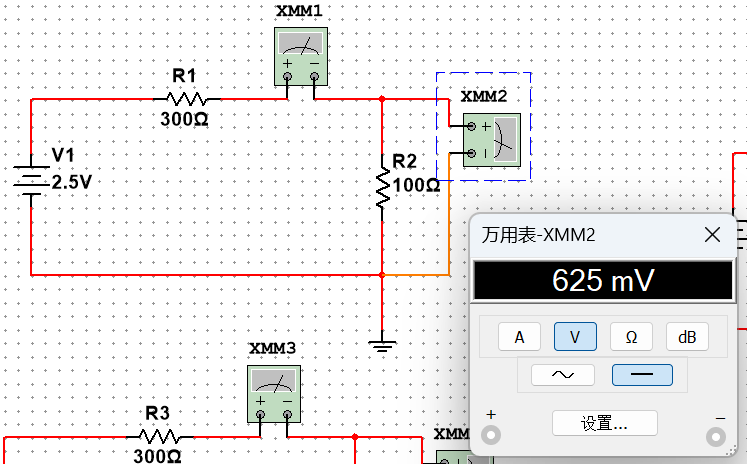 XMM1
+ −
R1
300Ω
V1
2.5V
XMM2
+
R2
100Ω
万用表-XMM2
625 mV
A V Ω dB
+ 设置... −
XMM3
+ −
R3
300Ω
XMM